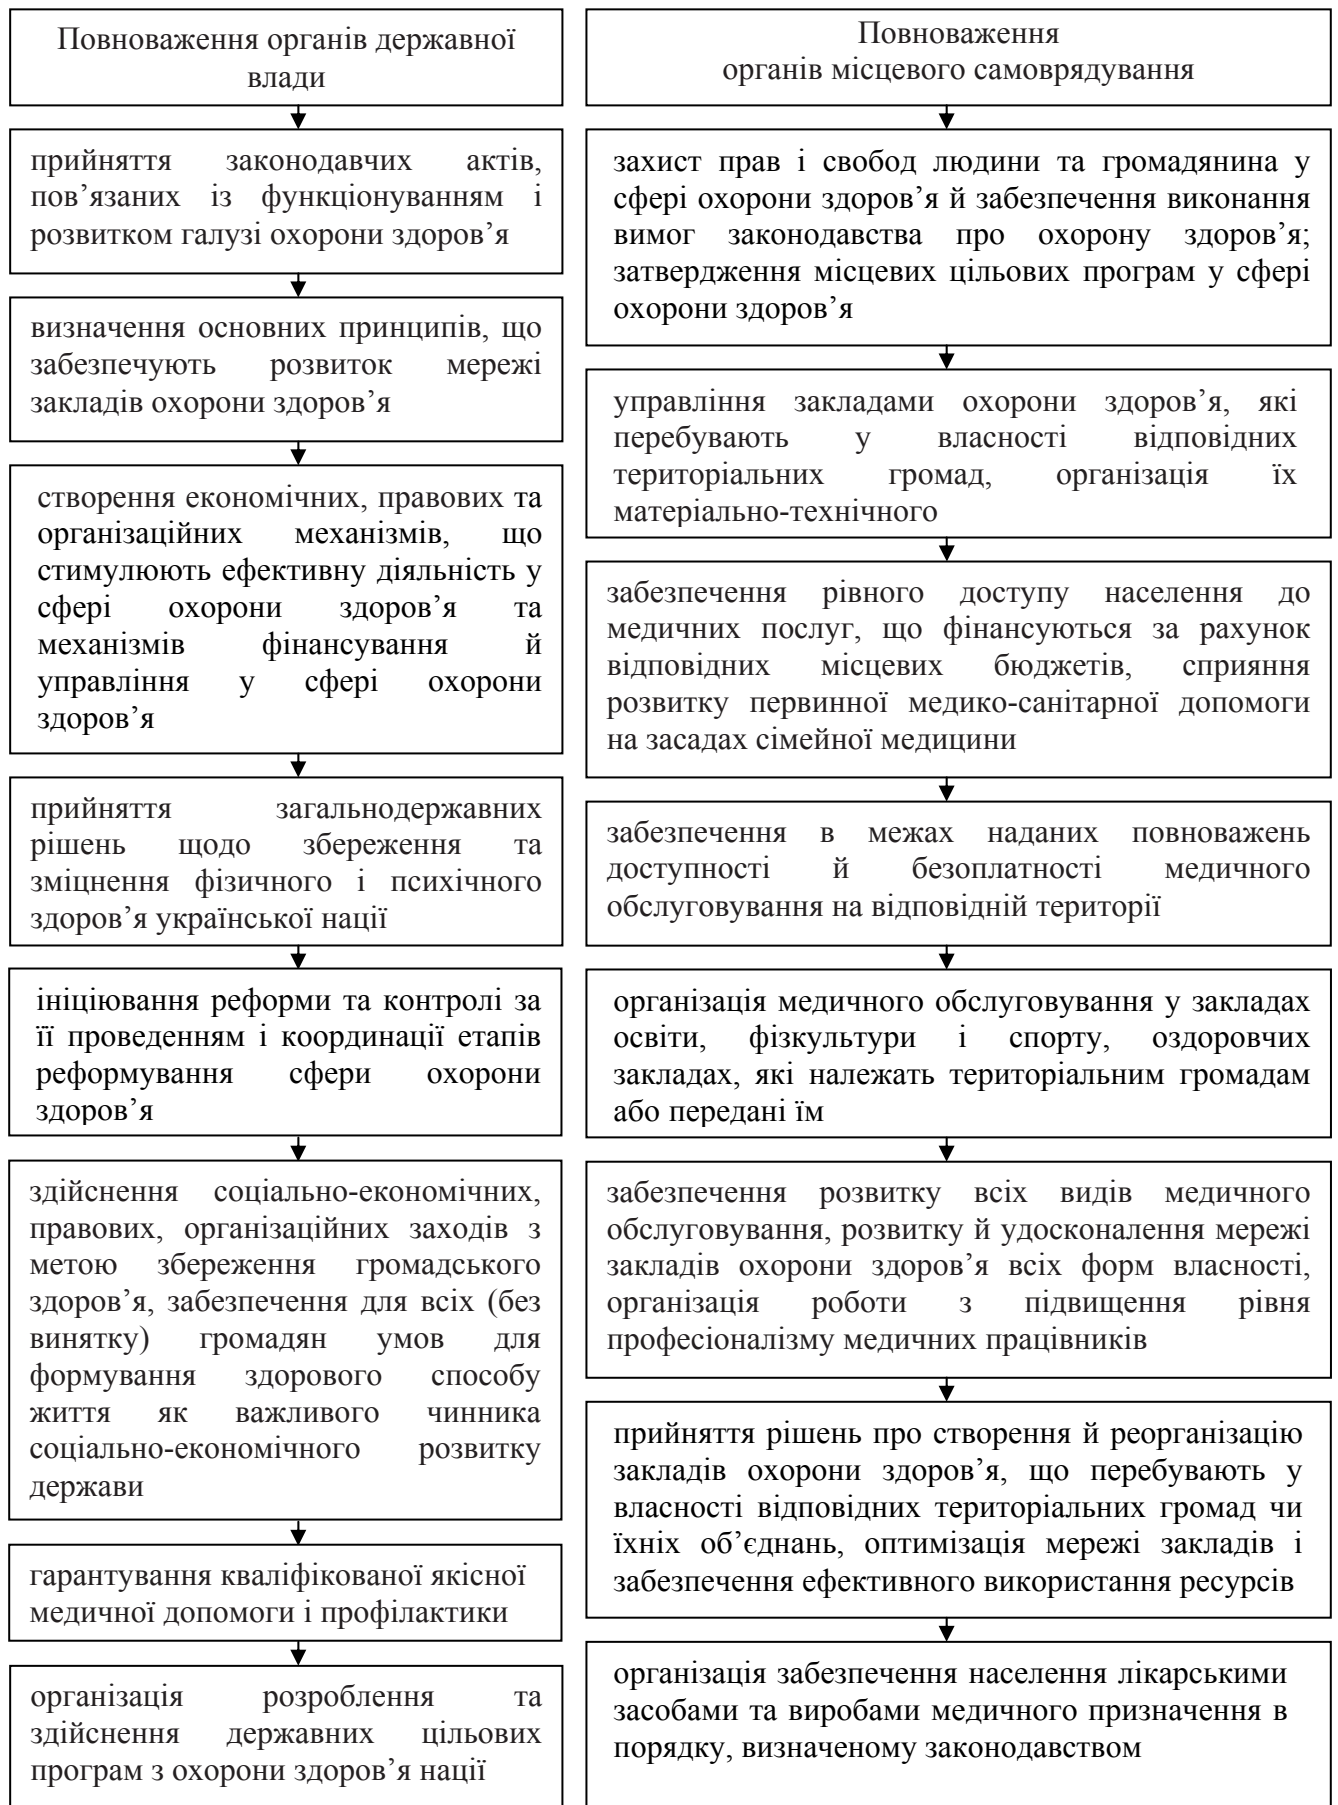 Повноваження органів державної
влади
прийняття законодавчих актів,
пов’язаних із функціонуванням і
розвитком галузі охорони здоров’я
визначення основних принципів, що
забезпечують розвиток мережі
закладів охорони здоров’я
створення економічних, правових та
організаційних механізмів, що
стимулюють ефективну діяльність у
сфері охорони здоров’я та
механізмів фінансування й
управління у сфері охорони
здоров’я
прийняття загальнодержавних
рішень щодо збереження та
зміцнення фізичного і психічного
здоров’я української нації
ініціювання реформи та контролі за
її проведенням і координації етапів
реформування сфери охорони
здоров’я
здійснення соціально-економічних,
правових, організаційних заходів з
метою збереження громадського
здоров’я, забезпечення для всіх (без
винятку) громадян умов для
формування здорового способу
життя як важливого чинника
соціально-економічного розвитку
держави
гарантування кваліфікованої якісної
медичної допомоги і профілактики
організація розроблення та
здійснення державних цільових
програм з охорони здоров’я нації
Повноваження
органів місцевого самоврядування
захист прав і свобод людини та громадянина у
сфері охорони здоров’я й забезпечення виконання
вимог законодавства про охорону здоров’я;
затвердження місцевих цільових програм у сфері
охорони здоров’я
управління закладами охорони здоров’я, які
перебувають у власності відповідних
територіальних громад, організація їх
матеріально-технічного
забезпечення рівного доступу населення до
медичних послуг, що фінансуються за рахунок
відповідних місцевих бюджетів, сприяння
розвитку первинної медико-санітарної допомоги
на засадах сімейної медицини
забезпечення в межах наданих повноважень
доступності й безоплатності медичного
обслуговування на відповідній території
організація медичного обслуговування у закладах
освіти, фізкультури і спорту, оздоровчих
закладах, які належать територіальним громадам
або передані їм
забезпечення розвитку всіх видів медичного
обслуговування, розвитку й удосконалення мережі
закладів охорони здоров’я всіх форм власності,
організація роботи з підвищення рівня
професіоналізму медичних працівників
прийняття рішень про створення й реорганізацію
закладів охорони здоров’я, що перебувають у
власності відповідних територіальних громад чи
їхніх об’єднань, оптимізація мережі закладів і
забезпечення ефективного використання ресурсів
організація забезпечення населення лікарськими
засобами та виробами медичного призначення в
порядку, визначеному законодавством